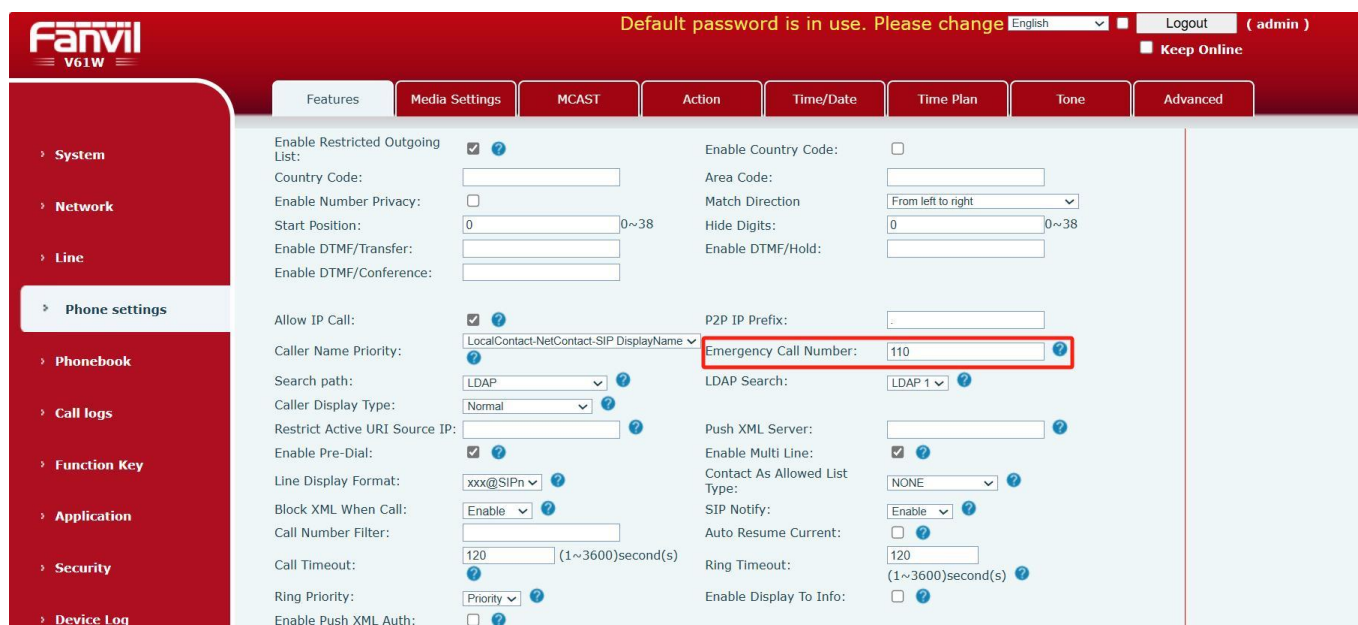 Fanvil
V61W
Default password is in use. Please change English Logout ( admin )
Keep Online
Features Media Settings MCAST Action Time/Date Time Plan Tone Advanced
› System
› Network
› Line
› Phone settings
› Phonebook
› Call logs
› Function Key
› Application
› Security
› Device Log
Enable Restricted Outgoing List: ? Enable Country Code:
Country Code: Area Code:
Enable Number Privacy: Match Direction From left to right
Start Position: 0 0~38 Hide Digits: 0 0~38
Enable DTMF/Transfer: Enable DTMF/Hold:
Enable DTMF/Conference:
Allow IP Call: ? P2P IP Prefix: .
Caller Name Priority: LocalContact-NetContact-SIP DisplayName ? Emergency Call Number: 110 ?
Search path: LDAP ? LDAP Search: LDAP 1 ?
Caller Display Type: Normal ?
Restrict Active URI Source IP: ? Push XML Server: ?
Enable Pre-Dial: ? Enable Multi Line: ?
Line Display Format: xxx@SIPn ? Contact As Allowed List Type: NONE ?
Block XML When Call: Enable ? SIP Notify: Enable ?
Call Number Filter: Auto Resume Current: ?
Call Timeout: 120 (1~3600)second(s) ? Ring Timeout: 120 (1~3600)second(s) ?
Ring Priority: Priority ? Enable Display To Info: ?
Enable Push XML Auth: ?